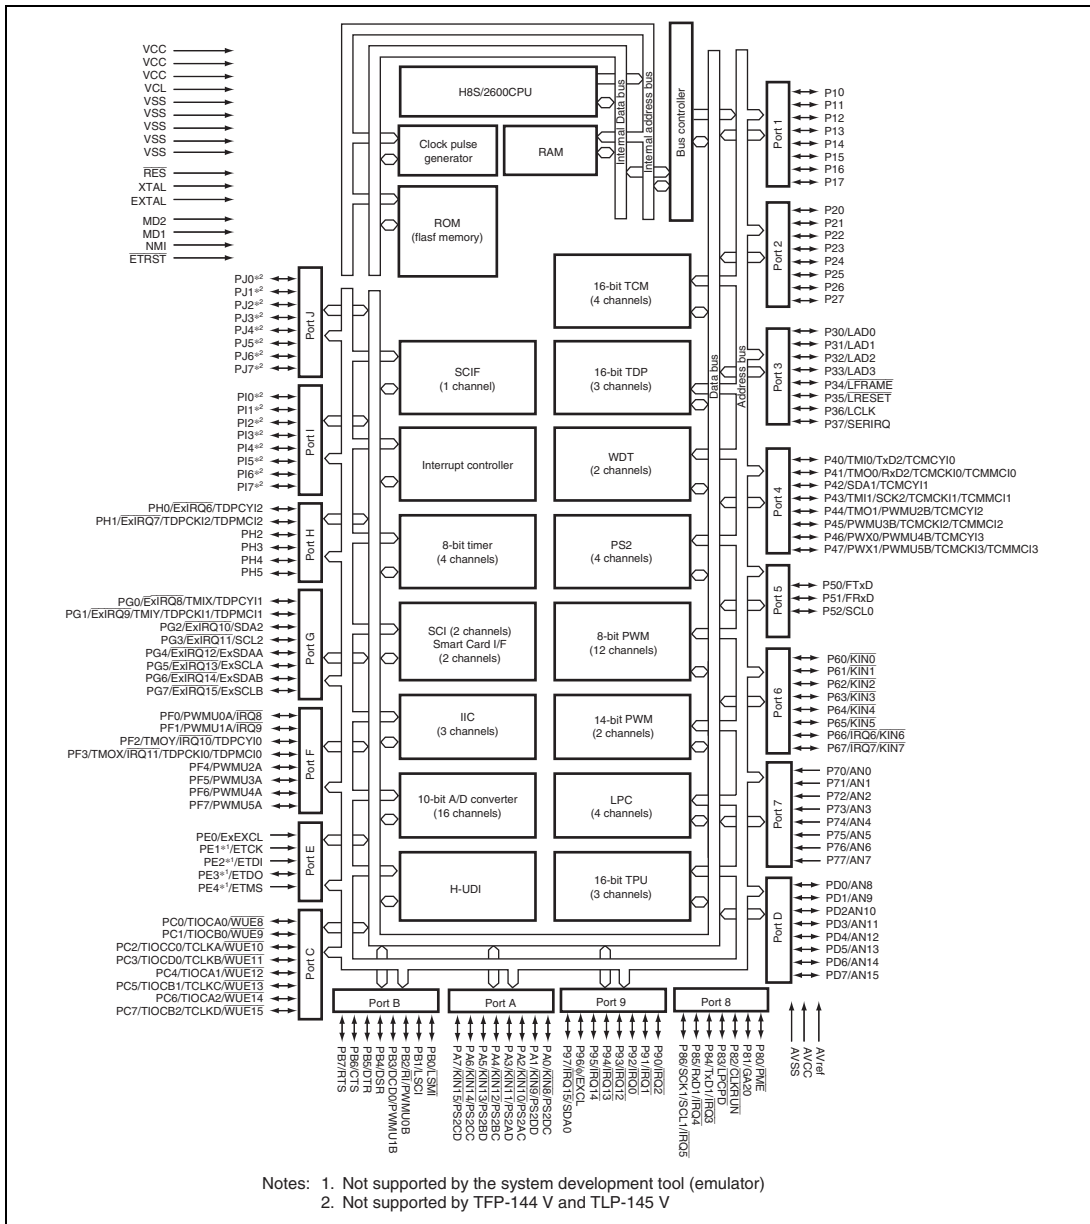 VCC
VCC
VCC
VCL
VSS
VSS
VSS
VSS
VSS
RES
XTAL
EXTAL
MD2
MD1
NMI
ETRST
H8S/2600CPU
Clock pulse
generator
RAM
ROM
(flasf memory)
Internal Data bus
Internal address bus
Bus controller
16-bit TCM
(4 channels)
SCIF
(1 channel)
16-bit TDP
(3 channels)
Data bus
Address bus
Interrupt controller
WDT
(2 channels)
8-bit timer
(4 channels)
PS2
(4 channels)
SCI (2 channels)
Smart Card I/F
(2 channels)
8-bit PWM
(12 channels)
IIC
(3 channels)
14-bit PWM
(2 channels)
10-bit A/D converter
(16 channels)
LPC
(4 channels)
H-UDI
16-bit TPU
(3 channels)
PJ0*2
PJ1*2
PJ2*2
PJ3*2
PJ4*2
PJ5*2
PJ6*2
PJ7*2
Port J
PI0*2
PI1*2
PI2*2
PI3*2
PI4*2
PI5*2
PI6*2
PI7*2
Port I
PH0/ExIRQ6/TDPCYI2
PH1/ExIRQ7/TDPCKI2/TDPMCI2
PH2
PH3
PH4
PH5
Port H
PG0/ExIRQ8/TMIX/TDPCYI1
PG1/ExIRQ9/TMIY/TDPCKI1/TDPMCI1
PG2/ExIRQ10/SDA2
PG3/ExIRQ11/SCL2
PG4/ExIRQ12/ExSDAA
PG5/ExIRQ13/ExSCLA
PG6/ExIRQ14/ExSDAB
PG7/ExIRQ15/ExSCLB
Port G
PF0/PWMU0A/IRQ8
PF1/PWMU1A/IRQ9
PF2/TMOY/IRQ10/TDPCYI0
PF3/TMOX/IRQ11/TDPCKI0/TDPMCI0
PF4/PWMU2A
PF5/PWMU3A
PF6/PWMU4A
PF7/PWMU5A
Port F
PE0/ExEXCL
PE1*1/ETCK
PE2*1/ETDI
PE3*1/ETDO
PE4*1/ETMS
Port E
PC0/TIOCA0/WUE8
PC1/TIOCB0/WUE9
PC2/TIOCC0/TCLKA/WUE10
PC3/TIOCD0/TCLKB/WUE11
PC4/TIOCA1/WUE12
PC5/TIOCB1/TCLKC/WUE13
PC6/TIOCA2/WUE14
PC7/TIOCB2/TCLKD/WUE15
Port C
Port 1
P10
P11
P12
P13
P14
P15
P16
P17
Port 2
P20
P21
P22
P23
P24
P25
P26
P27
Port 3
P30/LAD0
P31/LAD1
P32/LAD2
P33/LAD3
P34/LFRAME
P35/LRESET
P36/LCLK
P37/SERIRQ
Port 4
P40/TMI0/TxD2/TCMCYI0
P41/TMO0/RxD2/TCMCKI0/TCMMCI0
P42/SDA1/TCMCYI1
P43/TMI1/SCK2/TCMCKI1/TCMMCI1
P44/TMO1/PWMU2B/TCMCYI2
P45/PWMU3B/TCMCKI2/TCMMCI2
P46/PWX0/PWMU4B/TCMCYI3
P47/PWX1/PWMU5B/TCMCKI3/TCMMCI3
Port 5
P50/FTxD
P51/FRxD
P52/SCL0
Port 6
P60/KIN0
P61/KIN1
P62/KIN2
P63/KIN3
P64/KIN4
P65/KIN5
P66/IRQ6/KIN6
P67/IRQ7/KIN7
Port 7
P70/AN0
P71/AN1
P72/AN2
P73/AN3
P74/AN4
P75/AN5
P76/AN6
P77/AN7
Port D
PD0/AN8
PD1/AN9
PD2AN10
PD3/AN11
PD4/AN12
PD5/AN13
PD6/AN14
PD7/AN15
Port B
PB7/RTS
PB6/CTS
PB5/DTR
PB4/DSR
PB3/DCD0/PWMU1B
PB2/RI/PWMU0B
PB1/LSCI
PB0/LSMI
Port A
PA7/KIN15/PS2CD
PA6/KIN14/PS2CC
PA5/KIN13/PS2BD
PA4/KIN12/PS2BC
PA3/KIN11/PS2AD
PA2/KIN10/PS2AC
PA1/KIN9/PS2DD
PA0/KIN8/PS2DC
Port 9
P97/IRQ15/SDA0
P96/φ/EXCL
P95/IRQ14
P94/IRQ13
P93/IRQ12
P92/IRQ0
P91/IRQ1
P90/IRQ2
Port 8
P86/SCK1/SCL1/IRQ5
P85/RxD1/IRQ4
P84/TxD1/IRQ3
P83/LPCPD
P82/CLKRUN
P81/GA20
P80/PME
AVSS
AVCC
AVref
Notes: 1. Not supported by the system development tool (emulator)
2. Not supported by TFP-144 V and TLP-145 V